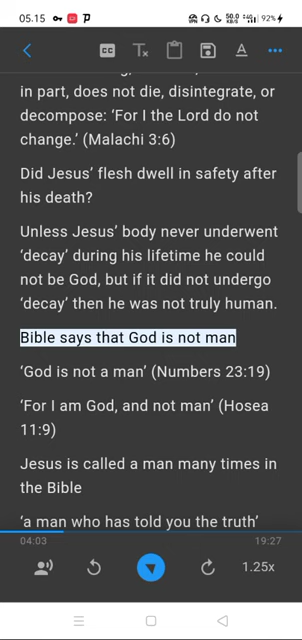 05.15
50.0
KB/S
92%
CC
in part, does not die, disintegrate, or
decompose: ‘For I the Lord do not
change.’ (Malachi 3:6)
Did Jesus’ flesh dwell in safety after
his death?
Unless Jesus’ body never underwent
‘decay’ during his lifetime he could
not be God, but if it did not undergo
‘decay’ then he was not truly human.
Bible says that God is not man
‘God is not a man’ (Numbers 23:19)
‘For I am God, and not man’ (Hosea
11:9)
Jesus is called a man many times in
the Bible
‘a man who has told you the truth’
04:03
19:27
1.25x